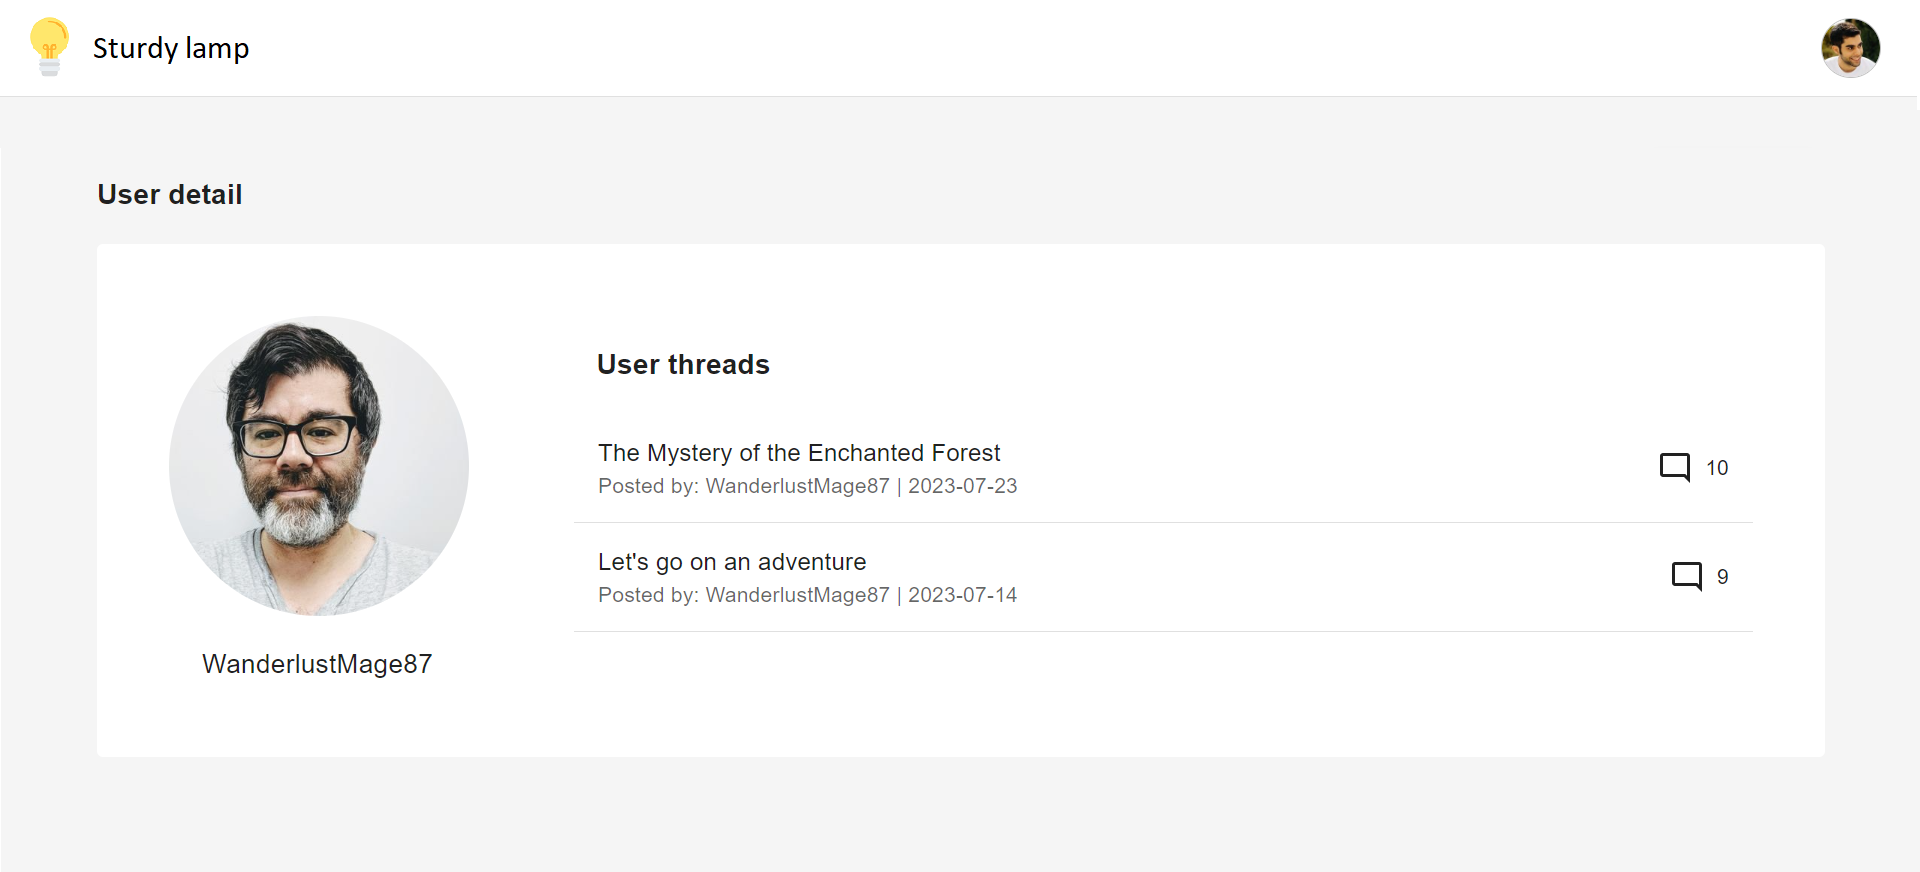 Sturdy lamp
User detail
WanderlustMage87
User threads
The Mystery of the Enchanted Forest
Posted by: WanderlustMage87 | 2023-07-23
10
Let's go on an adventure
Posted by: WanderlustMage87 | 2023-07-14
9